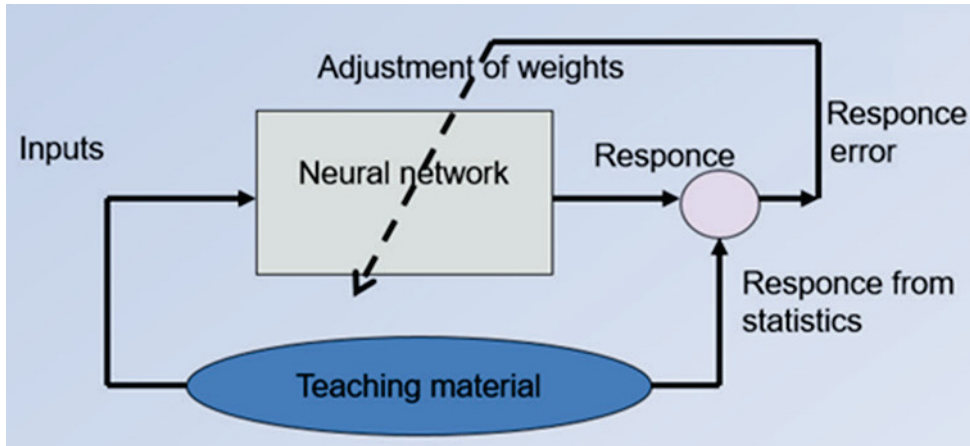 Adjustment of weights
Inputs
Neural network
Responce
Responce
error
Responce from
statistics
Teaching material